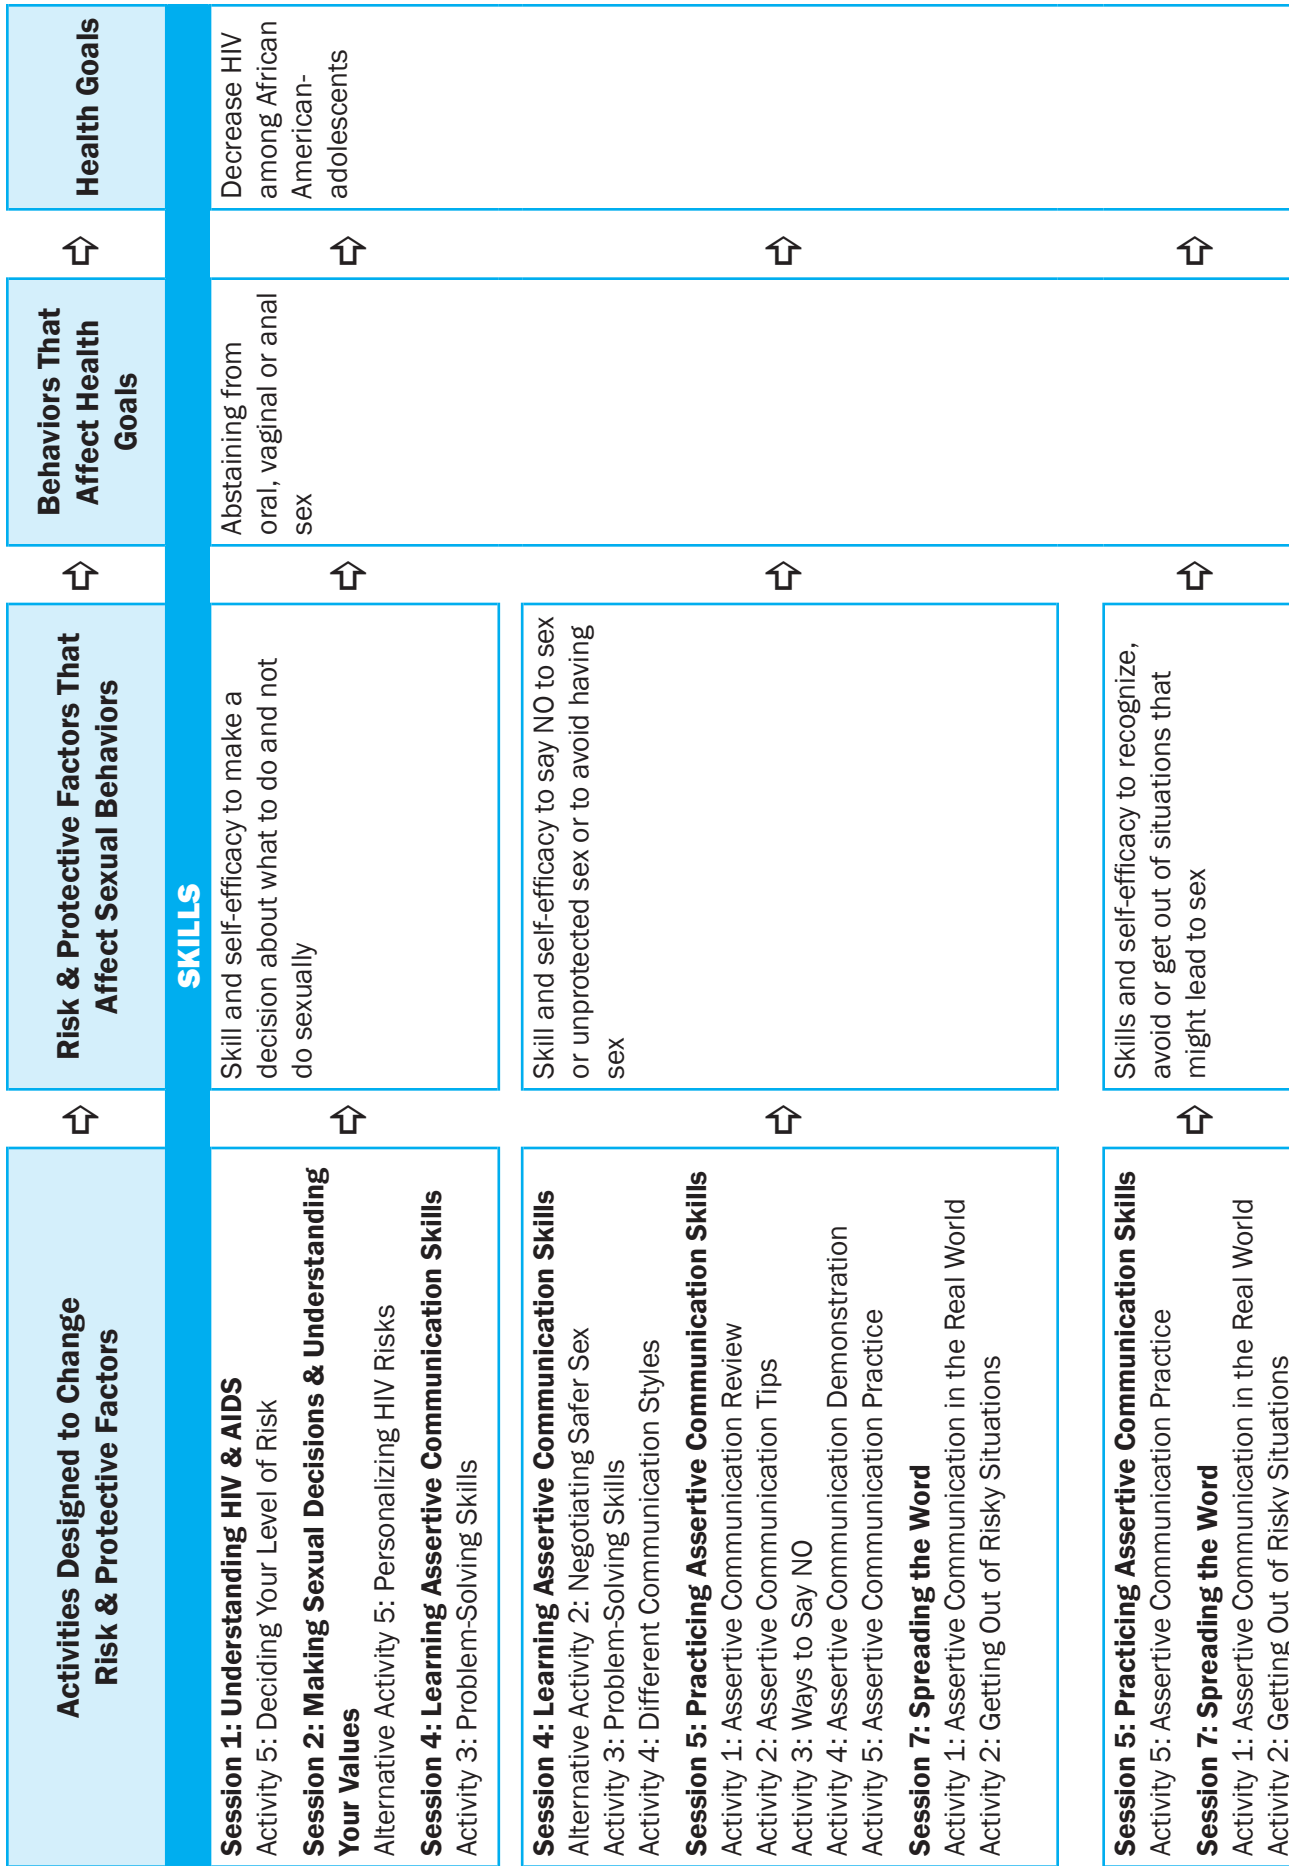 Activities Designed to Change
Risk & Protective Factors
Risk & Protective Factors That
Affect Sexual Behaviors
Behaviors That
Affect Health
Goals
Health Goals
SKILLS
Session 1: Understanding HIV & AIDS
Activity 5: Deciding Your Level of Risk
Session 2: Making Sexual Decisions & Understanding
Your Values
Alternative Activity 5: Personalizing HIV Risks
Session 4: Learning Assertive Communication Skills
Activity 3: Problem-Solving Skills
Skill and self-efficacy to make a
decision about what to do and not
do sexually
Abstaining from
oral, vaginal or anal
sex
Decrease HIV
among African
American-
adolescents
Session 4: Learning Assertive Communication Skills
Alternative Activity 2: Negotiating Safer Sex
Activity 3: Problem-Solving Skills
Activity 4: Different Communication Styles
Session 5: Practicing Assertive Communication Skills
Activity 1: Assertive Communication Review
Activity 2: Assertive Communication Tips
Activity 3: Ways to Say NO
Activity 4: Assertive Communication Demonstration
Activity 5: Assertive Communication Practice
Session 7: Spreading the Word
Activity 1: Assertive Communication in the Real World
Activity 2: Getting Out of Risky Situations
Skill and self-efficacy to say NO to sex
or unprotected sex or to avoid having
sex
Session 5: Practicing Assertive Communication Skills
Activity 5: Assertive Communication Practice
Session 7: Spreading the Word
Activity 1: Assertive Communication in the Real World
Activity 2: Getting Out of Risky Situations
Skills and self-efficacy to recognize,
avoid or get out of situations that
might lead to sex